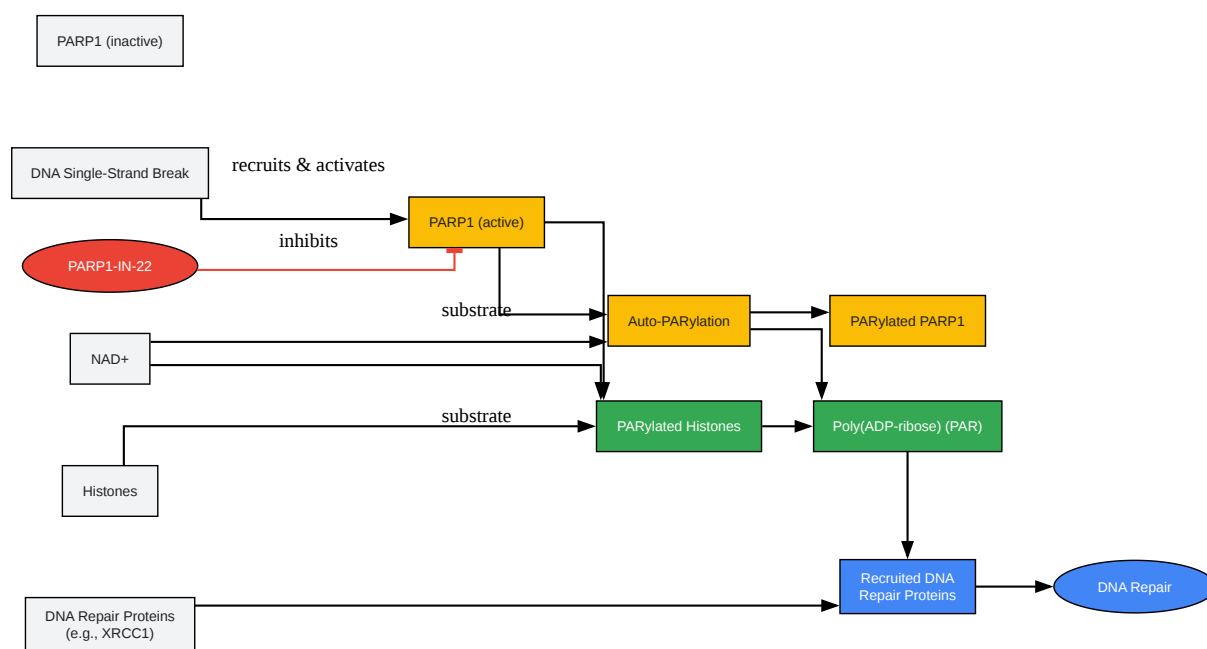 PARP1 (inactive)
DNA Single-Strand Break
recruits & activates
PARP1 (active)
inhibits
PARP1-IN-22
substrate
Auto-PARylation
PARylated PARP1
NAD+
substrate
PARylated Histones
Poly(ADP-ribose) (PAR)
Histones
Recruited DNA
Repair Proteins
DNA Repair
DNA Repair Proteins
(e.g., XRCC1)